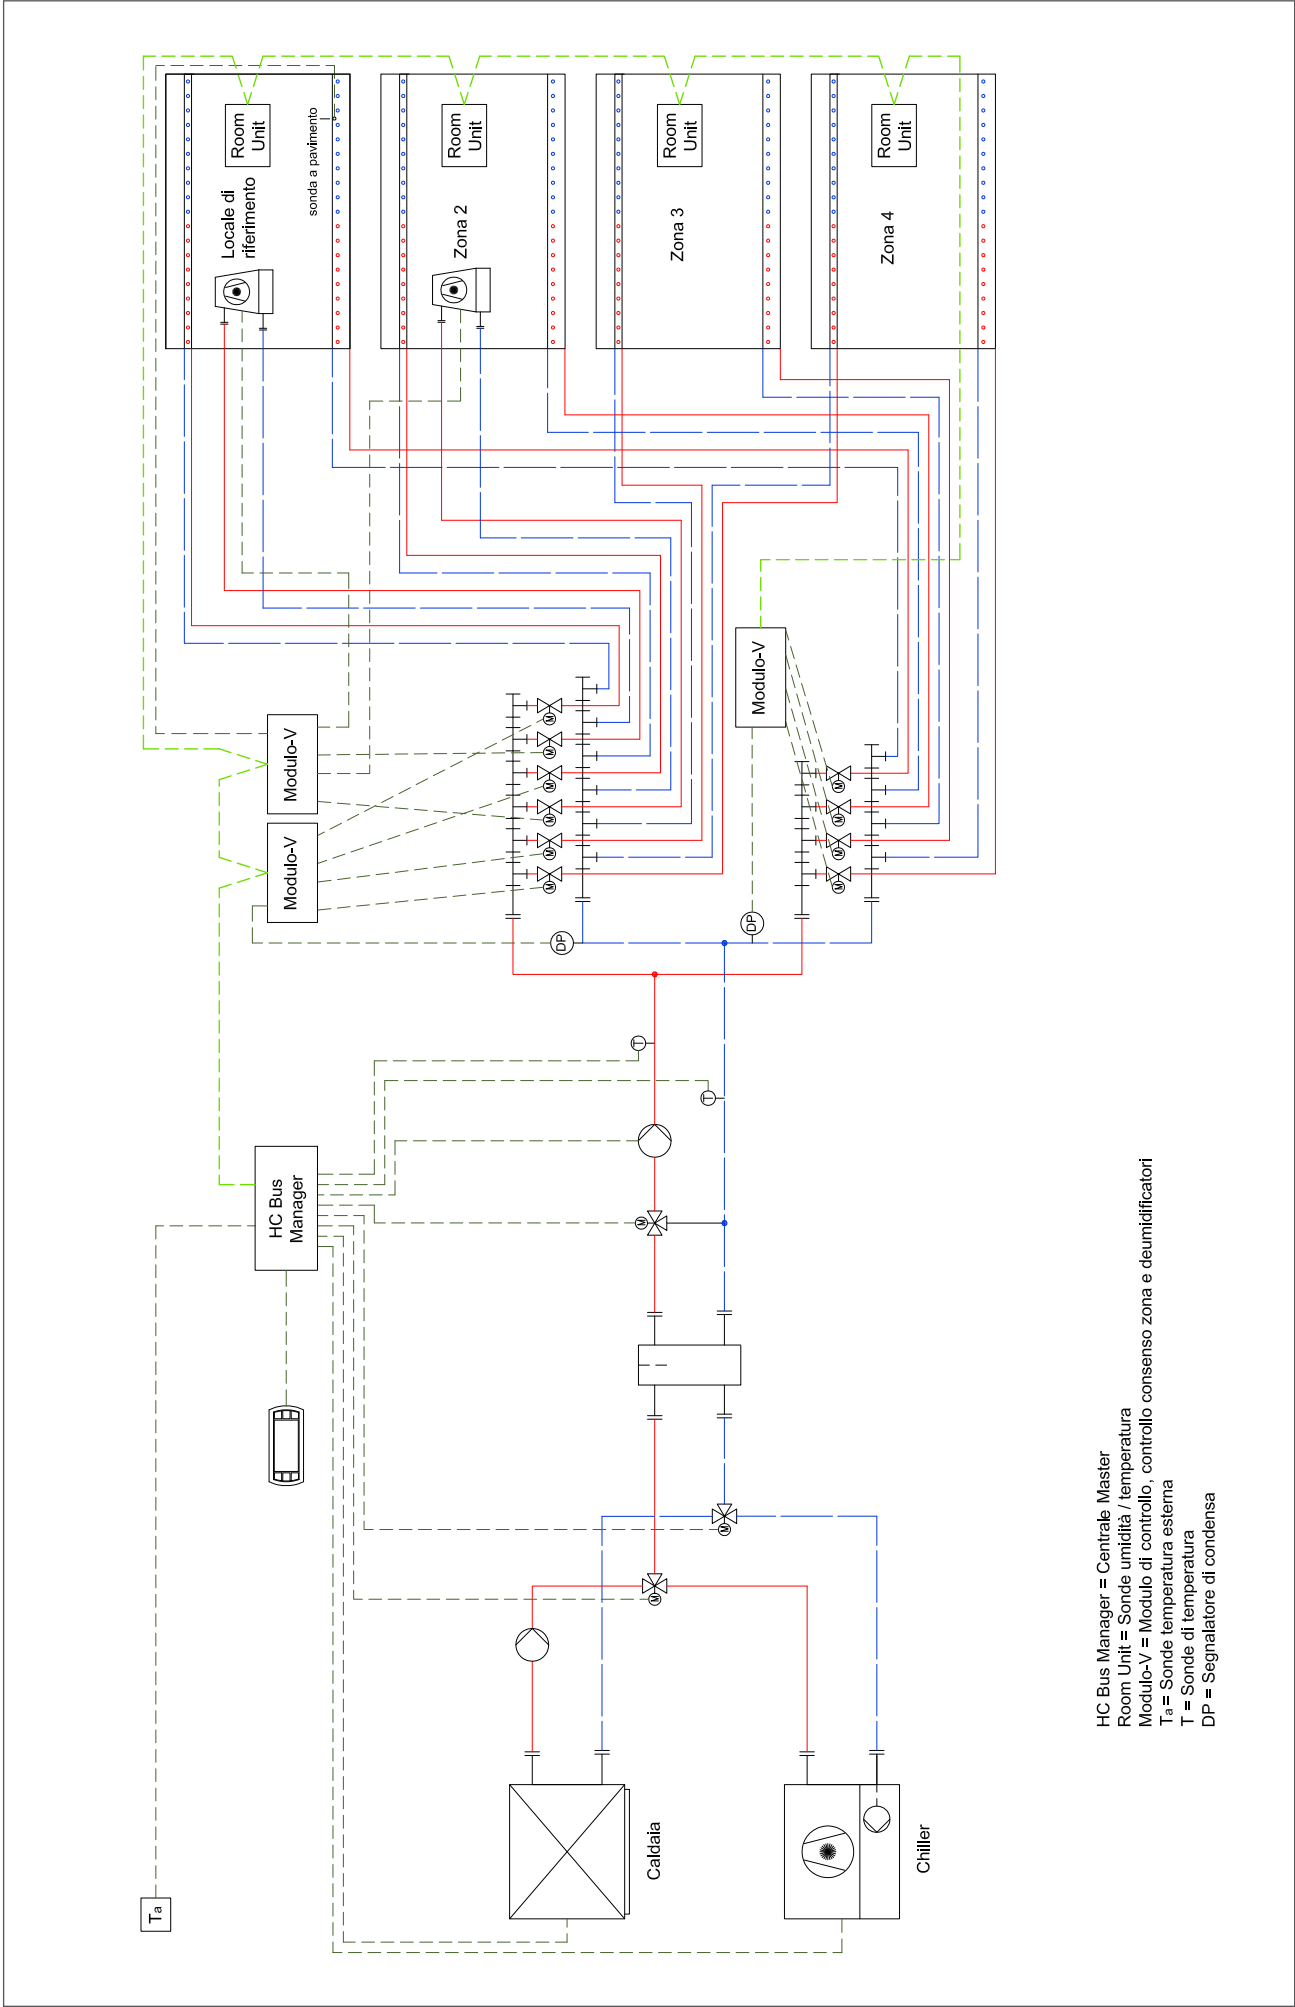 Room
Unit
Locale di
riferimento
sonda a pavimento
Room
Unit
Zona 2
Room
Unit
Zona 3
Room
Unit
Zona 4
Modulo-V
Modulo-V
Modulo-V
M
M
M
M
M
M
M
M
M
M
DP
DP
T
T
HC Bus
Manager
M
M
M
Ta
Caldaia
Chiller
HC Bus Manager = Centrale Master
Room Unit = Sonde umidità / temperatura
Modulo-V = Modulo di controllo, controllo consenso zona e deumidificatori
Ta = Sonde temperatura esterna
T = Sonde di temperatura
DP = Segnalatore di condensa